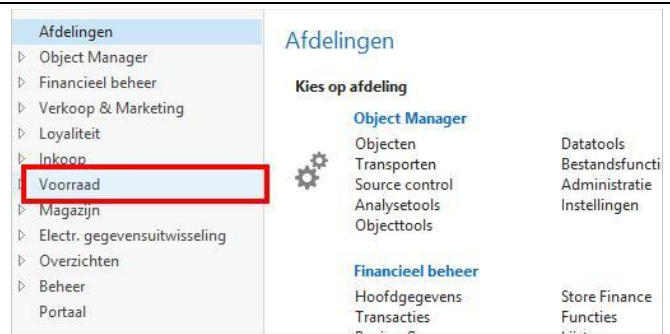 Afdelingen
Object Manager
Financieel beheer
Verkoop & Marketing
Loyaliteit
Inkoop
Voorraad
Magazijn
Electr. gegevensuitwisseling
Overzichten
Beheer
Portaal
Afdelingen
Kies op afdeling
Object Manager
Objecten
Transporten
Source control
Analysetools
Objecttools
Datatools
Bestandsfuncti
Administratie
Instellingen
Financieel beheer
Hoofdgegevens
Transacties
Store Finance
Functies